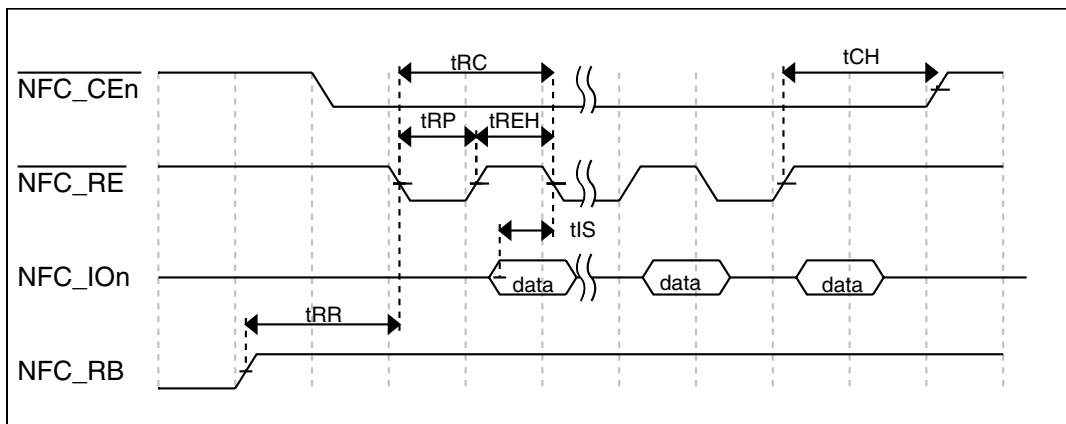 tRC
tCH
NFC_CEn
tRP
tREH
NFC_RE
tIS
NFC_IOn
data
data
data
tRR
NFC_RB